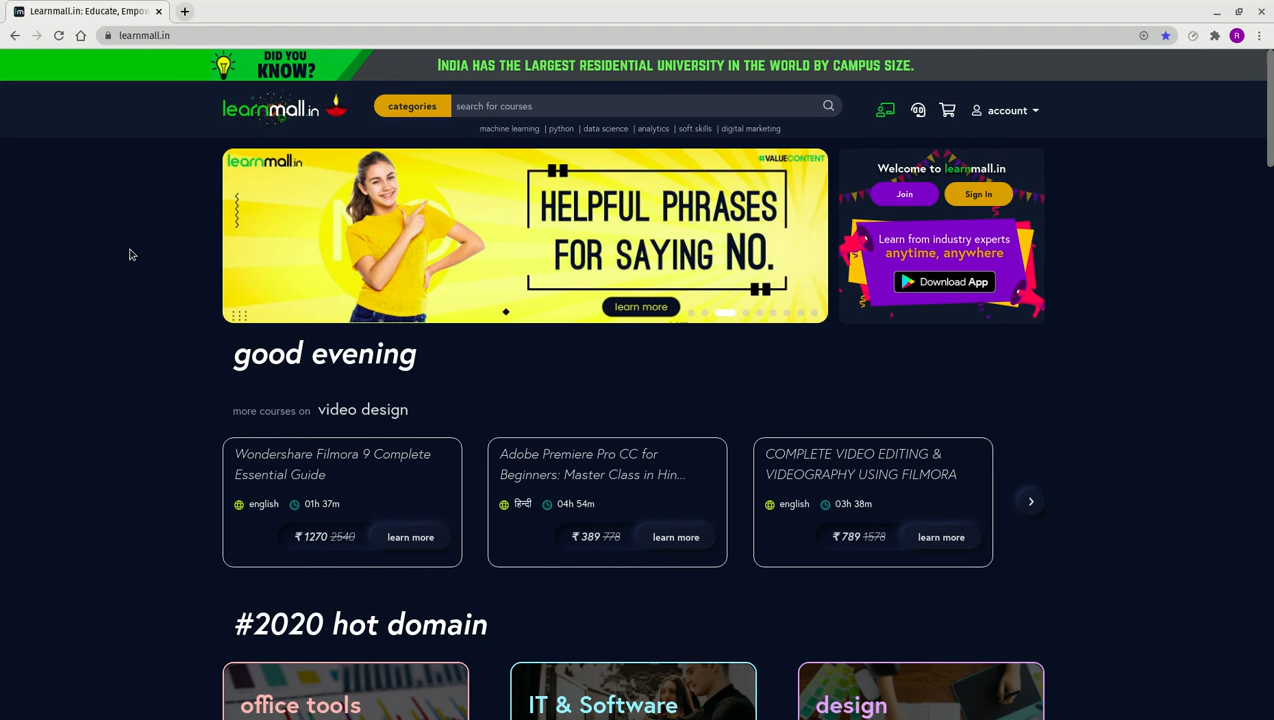 Learnmall.in: Educate, Empow
learnmall.in
R
DID YOU
KNOW?
INDIA HAS THE LARGEST RESIDENTIAL UNIVERSITY IN THE WORLD BY CAMPUS SIZE.
learnmall.in
categories
search for courses
account
machine learning | python | data science | analytics | soft skills | digital marketing
learnmall.in
#VALUECONTENT
HELPFUL PHRASES
FOR SAYING NO.
learn more
Welcome to learnmall.in
Join
Sign In
Learn from industry experts
anytime, anywhere
Download App
good evening
more courses on video design
Wondershare Filmora 9 Complete
Essential Guide
english 01h 37m
₹ 1270 2540 learn more
Adobe Premiere Pro CC for
Beginners: Master Class in Hin...
हिन्दी 04h 54m
₹ 389 778 learn more
COMPLETE VIDEO EDITING &
VIDEOGRAPHY USING FILMORA
english 03h 38m
₹ 789 1578 learn more
#2020 hot domain
office tools
IT & Software
design